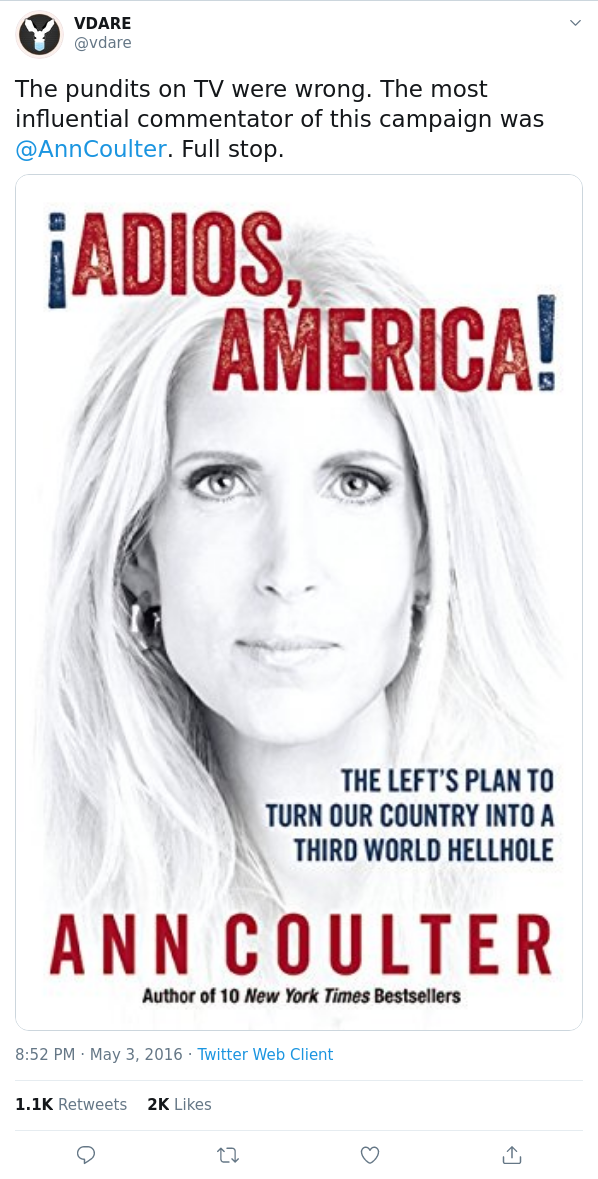 VDARE
@vdare
The pundits on TV were wrong. The most
influential commentator of this campaign was
@AnnCoulter. Full stop.
¡ADIOS,
AMERICA!
THE LEFT'S PLAN TO
TURN OUR COUNTRY INTO A
THIRD WORLD HELLHOLE
ANN COULTER
Author of 10 New York Times Bestsellers
8:52 PM · May 3, 2016 · Twitter Web Client
1.1K Retweets 2K Likes